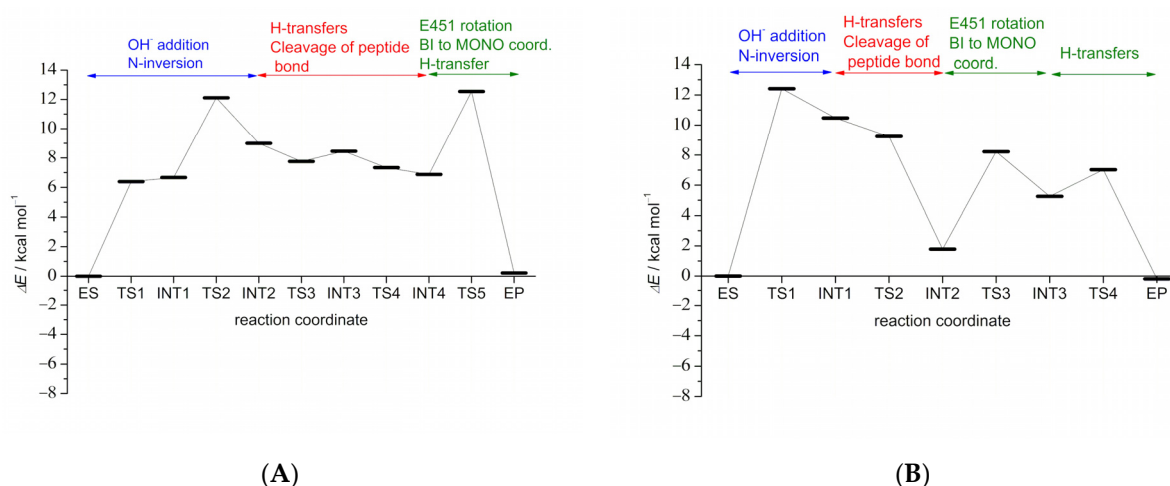 OH⁻ addition
N-inversion
H-transfers
Cleavage of peptide
bond
E451 rotation
BI to MONO coord.
H-transfer
14
12
10
8
6
4
2
0
−2
−4
−6
−8
ΔE / kcal mol⁻¹
ES TS1 INT1 TS2 INT2 TS3 INT3 TS4 INT4 TS5 EP
reaction coordinate
(A)
OH⁻ addition
N-inversion
H-transfers
Cleavage of
peptide bond
E451 rotation
BI to MONO
coord.
H-transfers
14
12
10
8
6
4
2
0
−2
−4
−6
−8
ΔE / kcal mol⁻¹
ES TS1 INT1 TS2 INT2 TS3 INT3 TS4 EP
reaction coordinate
(B)